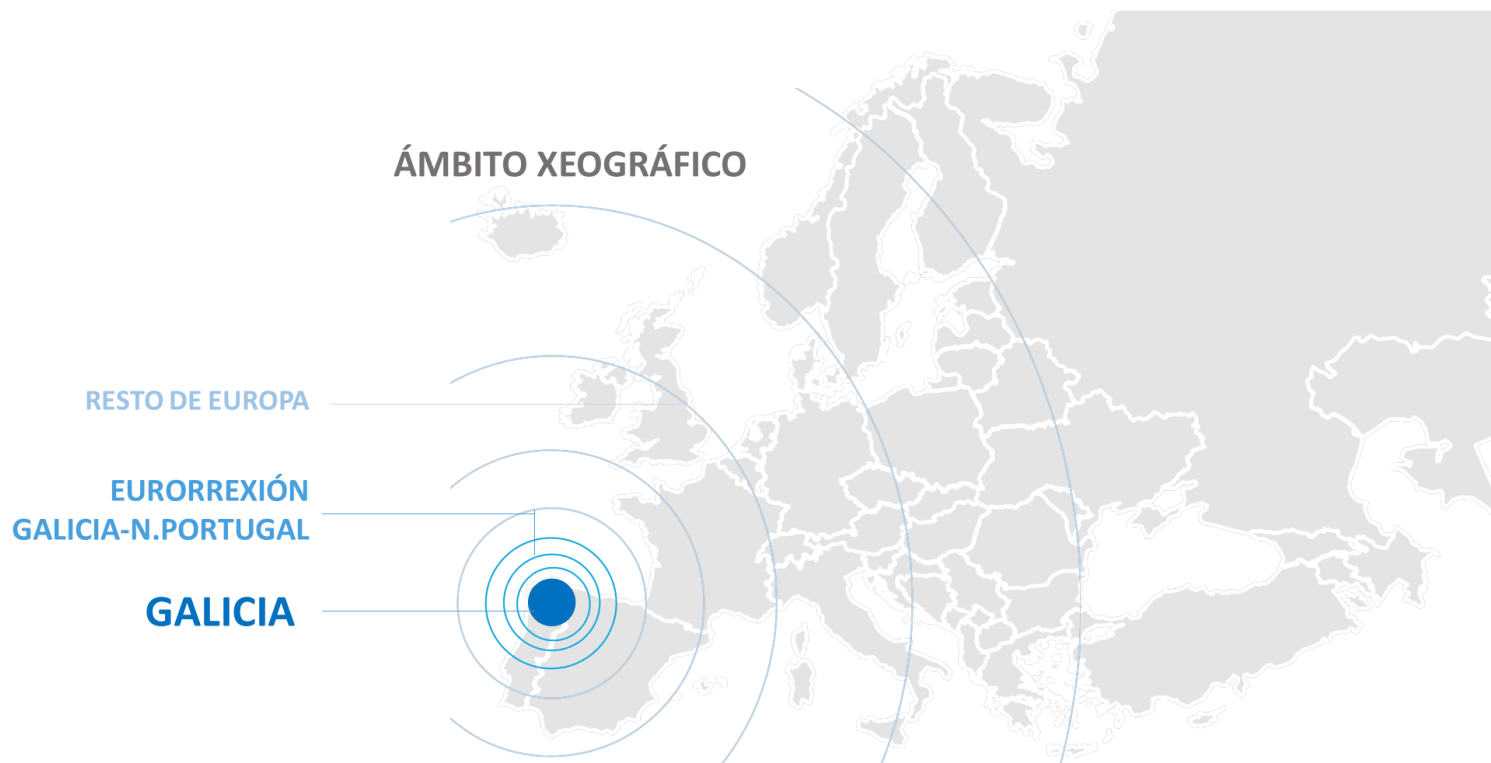 ÁMBITO XEOGRÁFICO
RESTO DE EUROPA
EURORREXIÓN
GALICIA-N.PORTUGAL
GALICIA